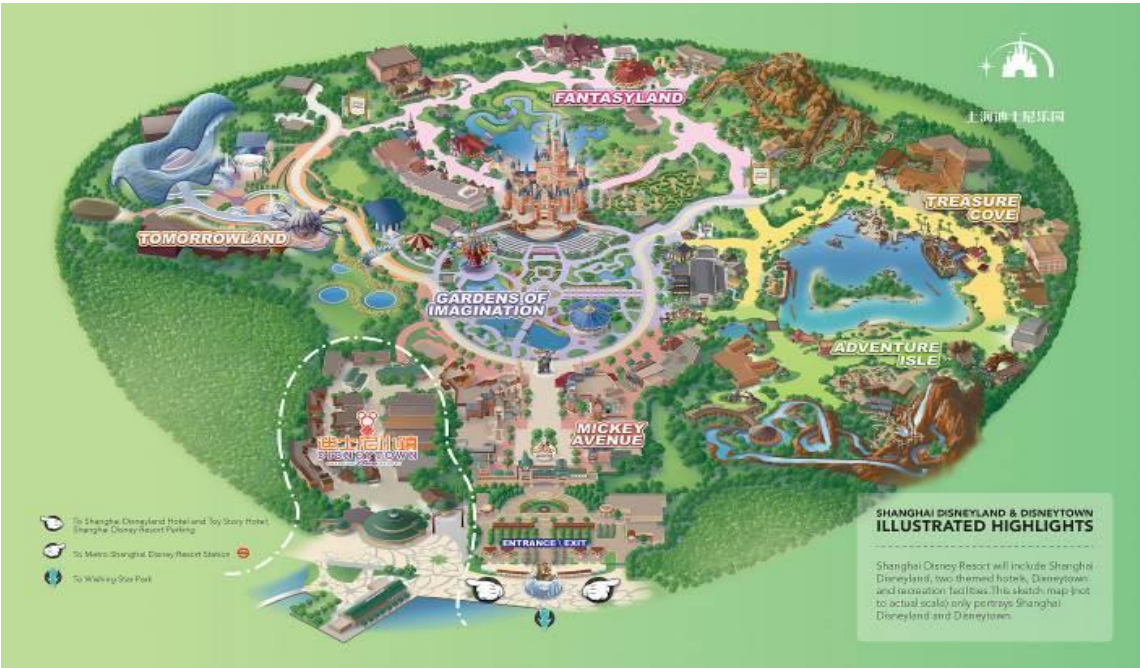 FANTASYLAND
上海迪士尼乐园
TREASURE
COVE
TOMORROWLAND
GARDENS OF
IMAGINATION
ADVENTURE
ISLE
MICKEY
AVENUE
迪士尼小镇
DISNEYTOWN
To Shanghai Disneyland Hotel and Toy Story Hotel,
Shanghai Disney Resort Parking
To Metro Shanghai Disney Resort Station
To Wishing Star Park
ENTRANCE \ EXIT
SHANGHAI DISNEYLAND & DISNEYTOWN
ILLUSTRATED HIGHLIGHTS
Shanghai Disney Resort will include Shanghai
Disneyland, two themed hotels, Disneytown
and recreation facilities. This sketch map (not
to actual scale) only portrays Shanghai
Disneyland and Disneytown.